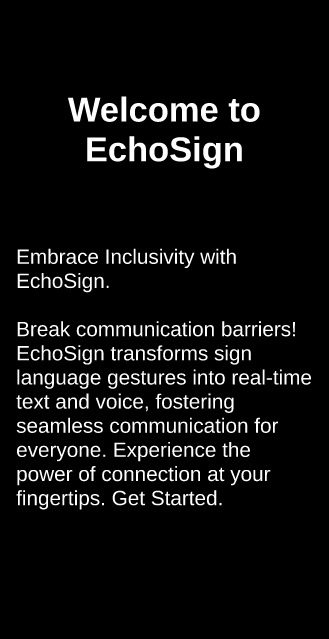 Welcome to
EchoSign
Embrace Inclusivity with
EchoSign.
Break communication barriers!
EchoSign transforms sign
language gestures into real-time
text and voice, fostering
seamless communication for
everyone. Experience the
power of connection at your
fingertips. Get Started.